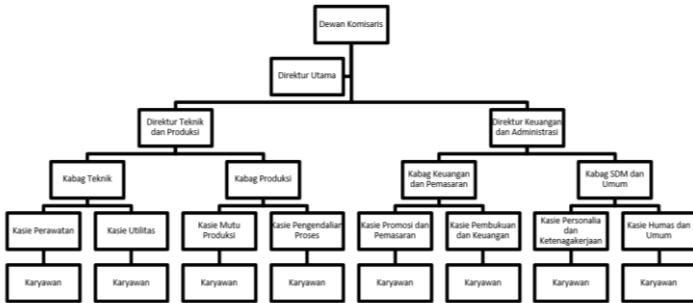 Dewan Komisaris
Direktur Utama
Direktur Teknik
dan Produksi
Direktur Keuangan
dan Administrasi
Kabag Teknik
Kabag Produksi
Kabag Keuangan
dan Pemasaran
Kabag SDM dan
Umum
Kasie Perawatan
Kasie Utilitas
Kasie Mutu
Produksi
Kasie Pengendalian
Proses
Kasie Promosi dan
Pemasaran
Kasie Pembukuan
dan Keuangan
Kasie Personalia
dan
Ketenagakerjaan
Kasie Humas dan
Umum
Karyawan
Karyawan
Karyawan
Karyawan
Karyawan
Karyawan
Karyawan
Karyawan